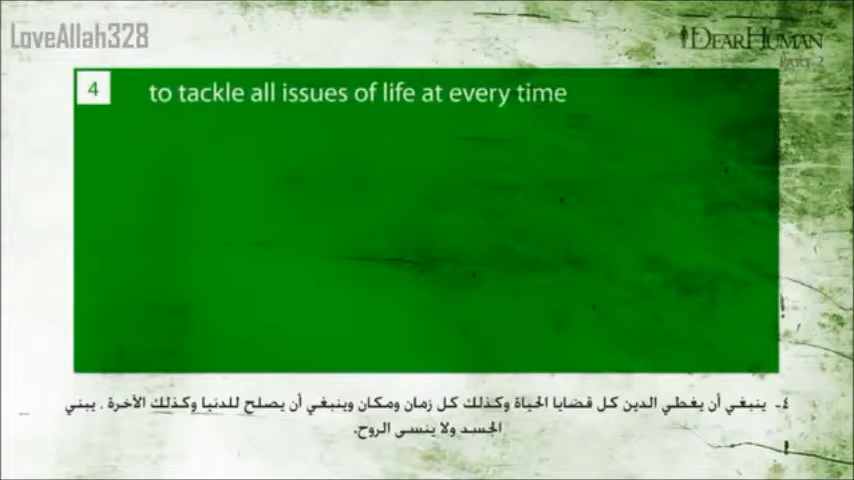 LoveAllah328
DEARHUMAN
PART 2
4
to tackle all issues of life at every time
٤- ينبغي أن يغطي الدين كل قضايا الحياة وكذلك كل زمان ومكان وينبغي أن يصلح للدنيا وكذلك الآخرة . يبني
الجسد ولا ينسى الروح.